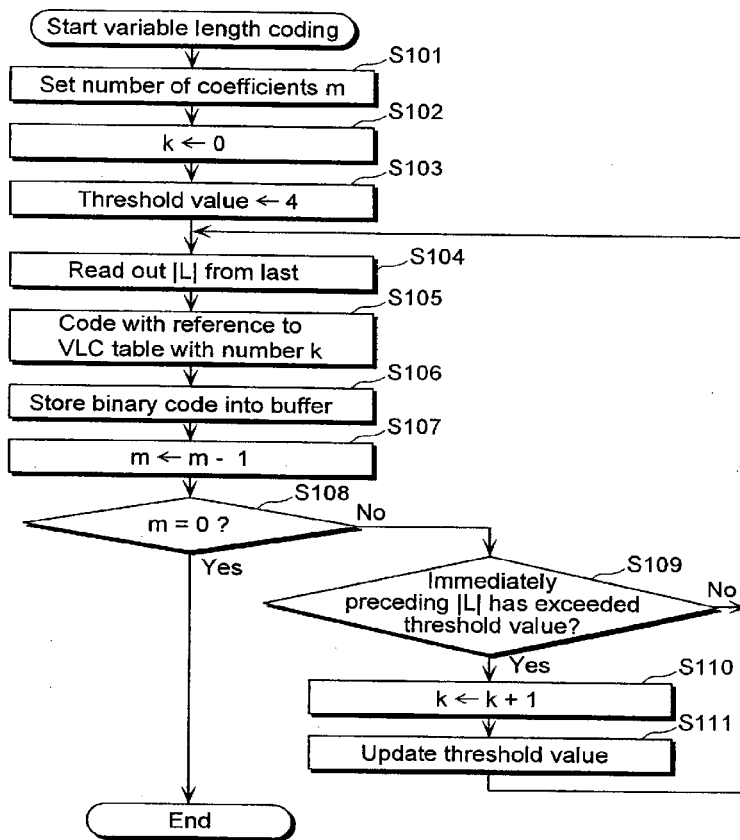 Start variable length coding
S101
Set number of coefficients m
S102
k ← 0
S103
Threshold value ← 4
S104
Read out |L| from last
S105
Code with reference to
VLC table with number k
S106
Store binary code into buffer
S107
m ← m - 1
S108
m = 0 ?
No
Yes
S109
Immediately
preceding |L| has exceeded
threshold value?
No
Yes
S110
k ← k + 1
S111
Update threshold value
End